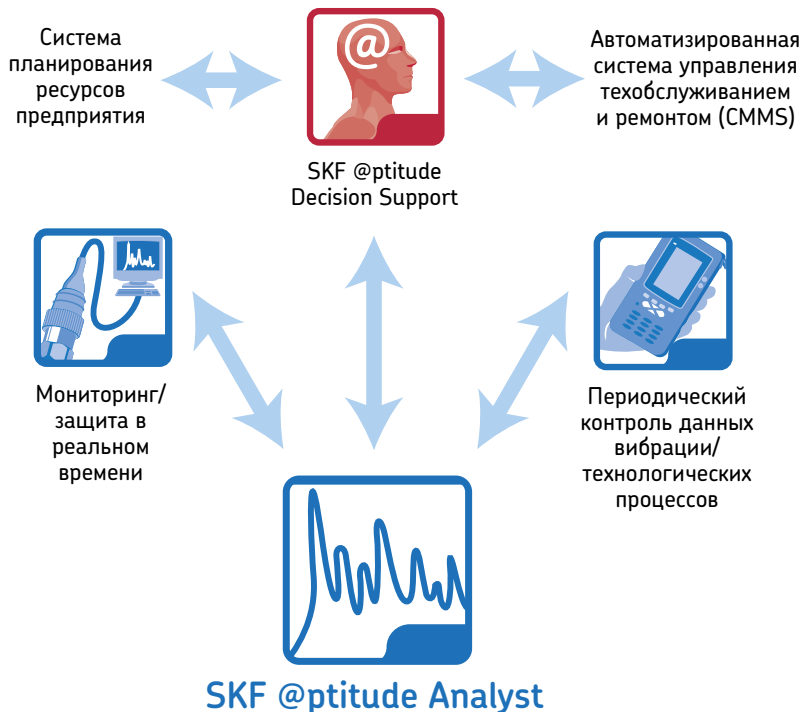 Система
планирования
ресурсов
предприятия
@
SKF @ptitude
Decision Support
Автоматизированная
система управления
техобслуживанием
и ремонтом (CMMS)
Мониторинг/
защита в
реальном
времени
Периодический
контроль данных
вибрации/
технологических
процессов
SKF @ptitude Analyst